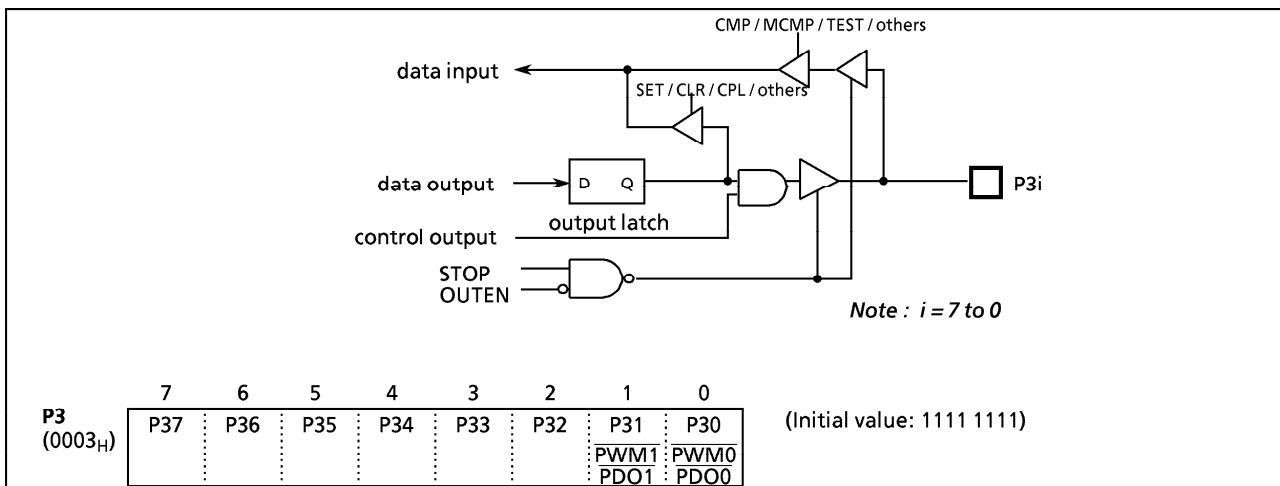 CMP / MCMP / TEST / others
data input
SET / CLR / CPL / others
data output
D Q
P3i
output latch
control output
STOP
OUTEN
Note : i = 7 to 0
7 6 5 4 3 2 1 0
P3 P37 P36 P35 P34 P33 P32 P31 P30 (Initial value: 1111 1111)
(0003H)
PWM1 PWM0
PDO1 PDO0